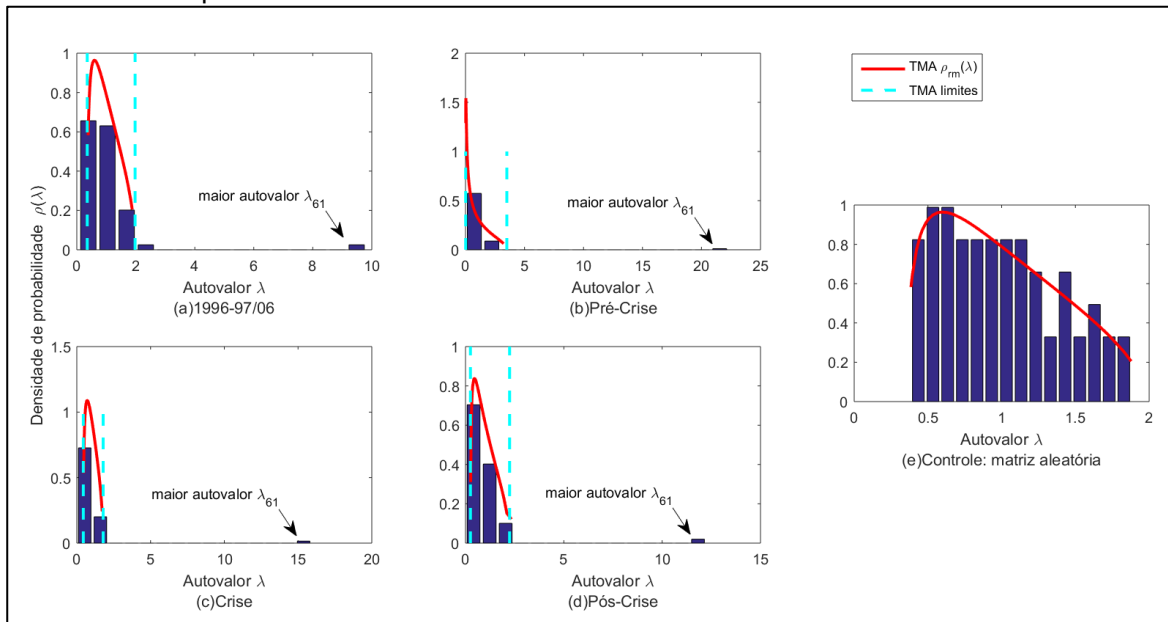 Densidade de probabilidade ρ(λ)
1
0.8
0.6
0.4
0.2
0
0 2 4 6 8 10
maior autovalor λ61
Autovalor λ
(a)1996-97/06
2
1.5
1
0.5
0
0 5 10 15 20 25
maior autovalor λ61
Autovalor λ
(b)Pré-Crise
TMA ρrm(λ)
TMA limites
1.5
1
0.5
0
0 5 10 15 20
maior autovalor λ61
Autovalor λ
(c)Crise
1
0.8
0.6
0.4
0.2
0
0 5 10 15
maior autovalor λ61
Autovalor λ
(d)Pós-Crise
1
0.8
0.6
0.4
0.2
0
0 0.5 1 1.5 2
Autovalor λ
(e)Controle: matriz aleatória